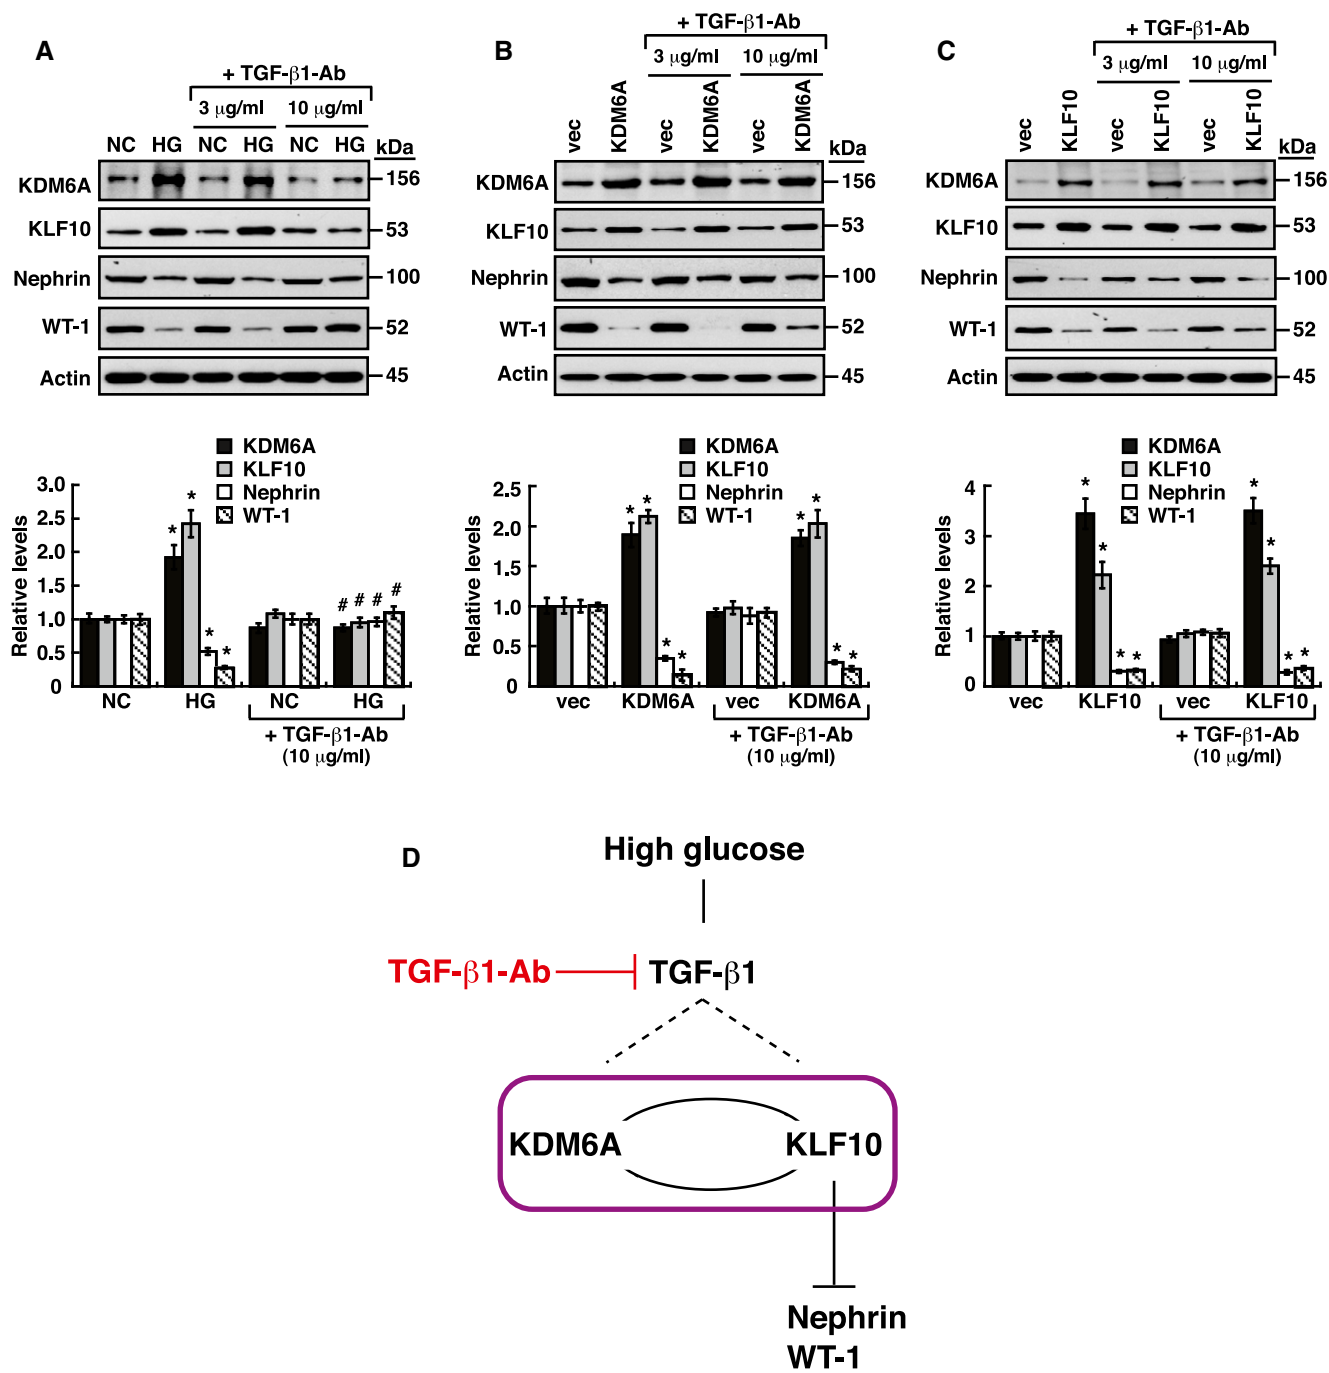 A
+ TGF-β1-Ab
3 μg/ml 10 μg/ml
NC HG NC HG NC HG kDa
KDM6A 156
KLF10 53
Nephrin 100
WT-1 52
Actin 45
KDM6A
KLF10
Nephrin
WT-1
Relative levels
3.0
2.5
2.0
1.5
1.0
0.5
0
* * * * # # # #
NC HG NC HG
+ TGF-β1-Ab
(10 μg/ml)
B
+ TGF-β1-Ab
3 μg/ml 10 μg/ml
vec KDM6A vec KDM6A vec KDM6A kDa
KDM6A 156
KLF10 53
Nephrin 100
WT-1 52
Actin 45
KDM6A
KLF10
Nephrin
WT-1
Relative levels
2.5
2.0
1.5
1.0
0.5
0
* * * * * * * *
vec KDM6A vec KDM6A
+ TGF-β1-Ab
(10 μg/ml)
C
+ TGF-β1-Ab
3 μg/ml 10 μg/ml
vec KLF10 vec KLF10 vec KLF10 kDa
KDM6A 156
KLF10 53
Nephrin 100
WT-1 52
Actin 45
KDM6A
KLF10
Nephrin
WT-1
Relative levels
4
3
2
1
0
* * * * * * * *
vec KLF10 vec KLF10
+ TGF-β1-Ab
(10 μg/ml)
D
High glucose
TGF-β1-Ab TGF-β1
KDM6A KLF10
Nephrin
WT-1